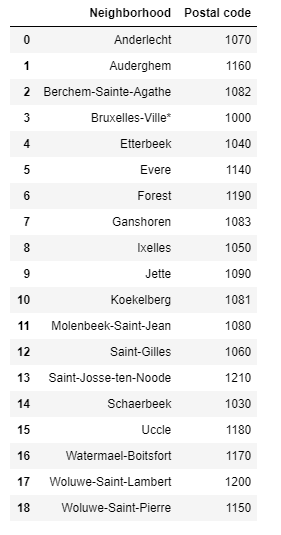 Neighborhood Postal code
0 Anderlecht 1070
1 Auderghem 1160
2 Berchem-Sainte-Agathe 1082
3 Bruxelles-Ville* 1000
4 Etterbeek 1040
5 Evere 1140
6 Forest 1190
7 Ganshoren 1083
8 Ixelles 1050
9 Jette 1090
10 Koekelberg 1081
11 Molenbeek-Saint-Jean 1080
12 Saint-Gilles 1060
13 Saint-Josse-ten-Noode 1210
14 Schaerbeek 1030
15 Uccle 1180
16 Watermael-Boitsfort 1170
17 Woluwe-Saint-Lambert 1200
18 Woluwe-Saint-Pierre 1150